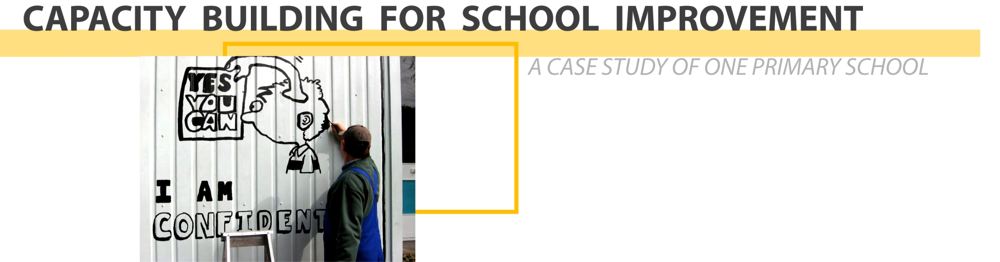 CAPACITY BUILDING FOR SCHOOL IMPROVEMENT
A CASE STUDY OF ONE PRIMARY SCHOOL
YES
YOU
CAN
I AM
CONFIDENT